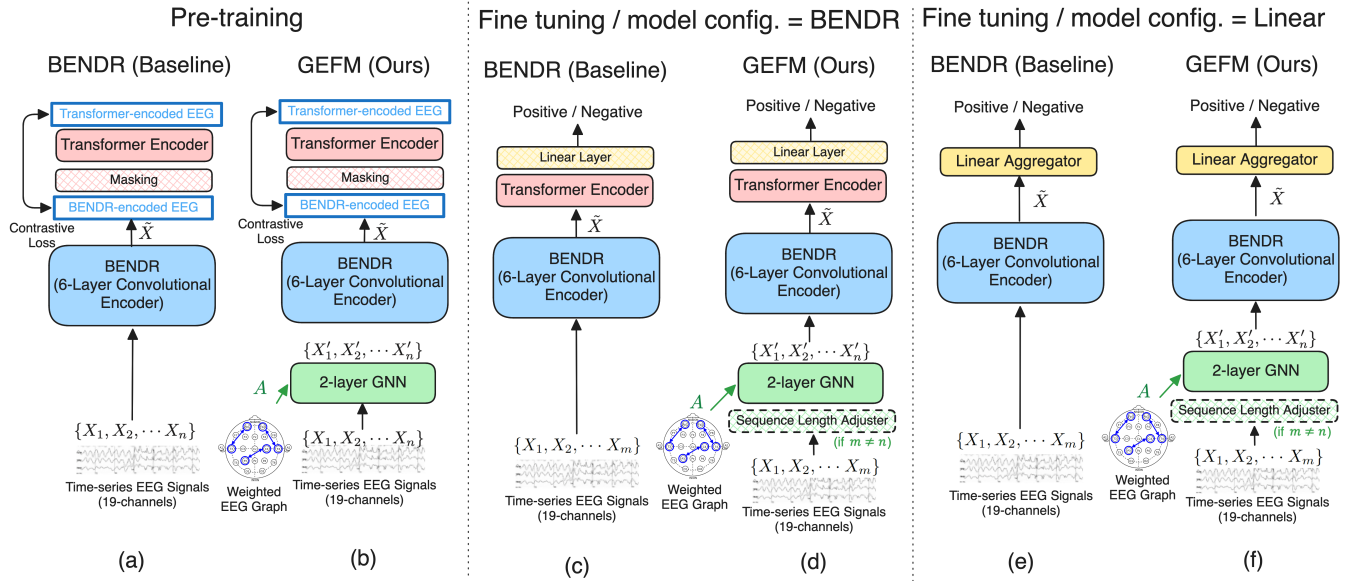 Pre-training
BENDR (Baseline)
Transformer-encoded EEG
Transformer Encoder
Masking
BENDR-encoded EEG
Contrastive
Loss
X̃
BENDR
(6-Layer Convolutional
Encoder)
{X₁, X₂, ⋯ Xₙ}
Time-series EEG Signals
(19-channels)
(a)
GEFM (Ours)
Transformer-encoded EEG
Transformer Encoder
Masking
BENDR-encoded EEG
Contrastive
Loss
X̃
BENDR
(6-Layer Convolutional
Encoder)
{X′₁, X′₂, ⋯ X′ₙ}
2-layer GNN
A
{X₁, X₂, ⋯ Xₙ}
Weighted
EEG Graph
Time-series EEG Signals
(19-channels)
(b)
Fine tuning / model config. = BENDR
BENDR (Baseline)
Positive / Negative
Linear Layer
Transformer Encoder
X̃
BENDR
(6-Layer Convolutional
Encoder)
{X₁, X₂, ⋯ Xₘ}
Time-series EEG Signals
(19-channels)
(c)
GEFM (Ours)
Positive / Negative
Linear Layer
Transformer Encoder
X̃
BENDR
(6-Layer Convolutional
Encoder)
{X′₁, X′₂, ⋯ X′ₙ}
2-layer GNN
A
Sequence Length Adjuster
(if m ≠ n)
{X₁, X₂, ⋯ Xₘ}
Weighted
EEG Graph
Time-series EEG Signals
(19-channels)
(d)
Fine tuning / model config. = Linear
BENDR (Baseline)
Positive / Negative
Linear Aggregator
X̃
BENDR
(6-Layer Convolutional
Encoder)
{X₁, X₂, ⋯ Xₘ}
Time-series EEG Signals
(19-channels)
(e)
GEFM (Ours)
Positive / Negative
Linear Aggregator
X̃
BENDR
(6-Layer Convolutional
Encoder)
{X′₁, X′₂, ⋯ X′ₙ}
2-layer GNN
A
Sequence Length Adjuster
(if m ≠ n)
{X₁, X₂, ⋯ Xₘ}
Weighted
EEG Graph
Time-series EEG Signals
(19-channels)
(f)